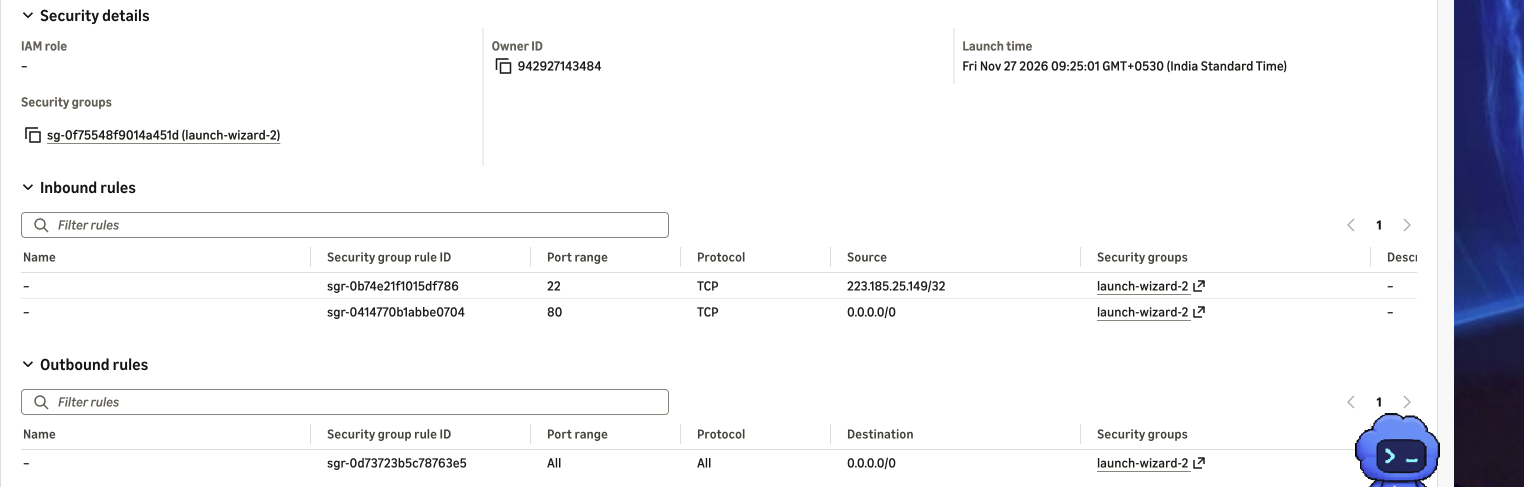 Security details
IAM role
–
Owner ID
942927143484
Launch time
Fri Nov 27 2026 09:25:01 GMT+0530 (India Standard Time)
Security groups
sg-0f75548f9014a451d (launch-wizard-2)
Inbound rules
Filter rules
1
Name Security group rule ID Port range Protocol Source Security groups Descr
– sgr-0b74e21f1015df786 22 TCP 223.185.25.149/32 launch-wizard-2 –
– sgr-0414770b1abbe0704 80 TCP 0.0.0.0/0 launch-wizard-2 –
Outbound rules
Filter rules
1
Name Security group rule ID Port range Protocol Destination Security groups
– sgr-0d73723b5c78763e5 All All 0.0.0.0/0 launch-wizard-2